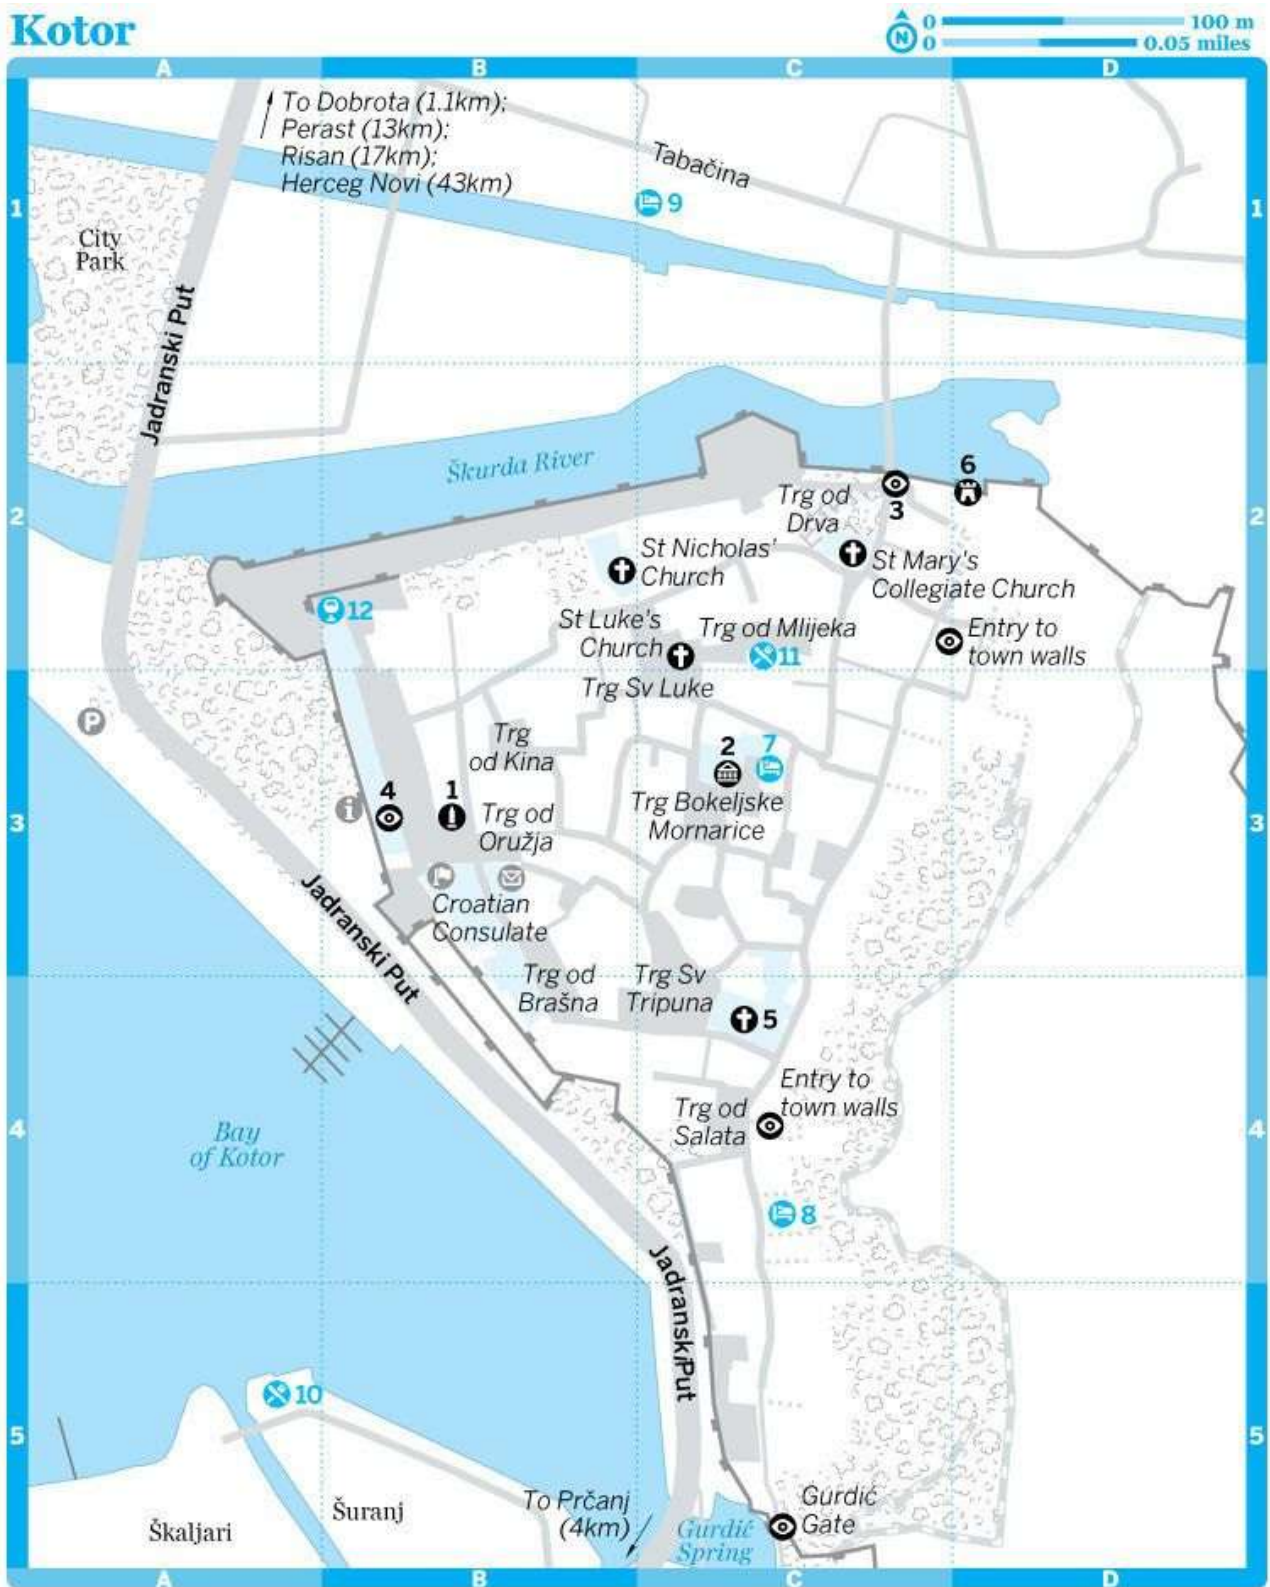 Kotor
N
0 100 m
0 0.05 miles
A B C D
To Dobrota (1.1km);
Perast (13km);
Risan (17km);
Herceg Novi (43km)
Tabačina
9
1 1
City
Park
Jadranski Put
Škurda River
6
Trg od
Drva
3
2 2
St Nicholas'
Church
St Mary's
Collegiate Church
12
St Luke's
Church
Trg od Mlijeka
11
Entry to
town walls
Trg Sv Luke
P
Trg
od Kina
2 7
4 1
i
Trg od
Oružja
Trg Bokeljske
Mornarice
3 3
Croatian
Consulate
Jadranski Put
Trg od
Brašna
Trg Sv
Tripuna
5
Entry to
town walls
Trg od
Salata
4 4
Bay
of Kotor
8
Jadranski Put
10
5 5
Škaljari
Šuranj
To Prčanj
(4km)
Gurdić
Spring
Gurdić
Gate
A B C D